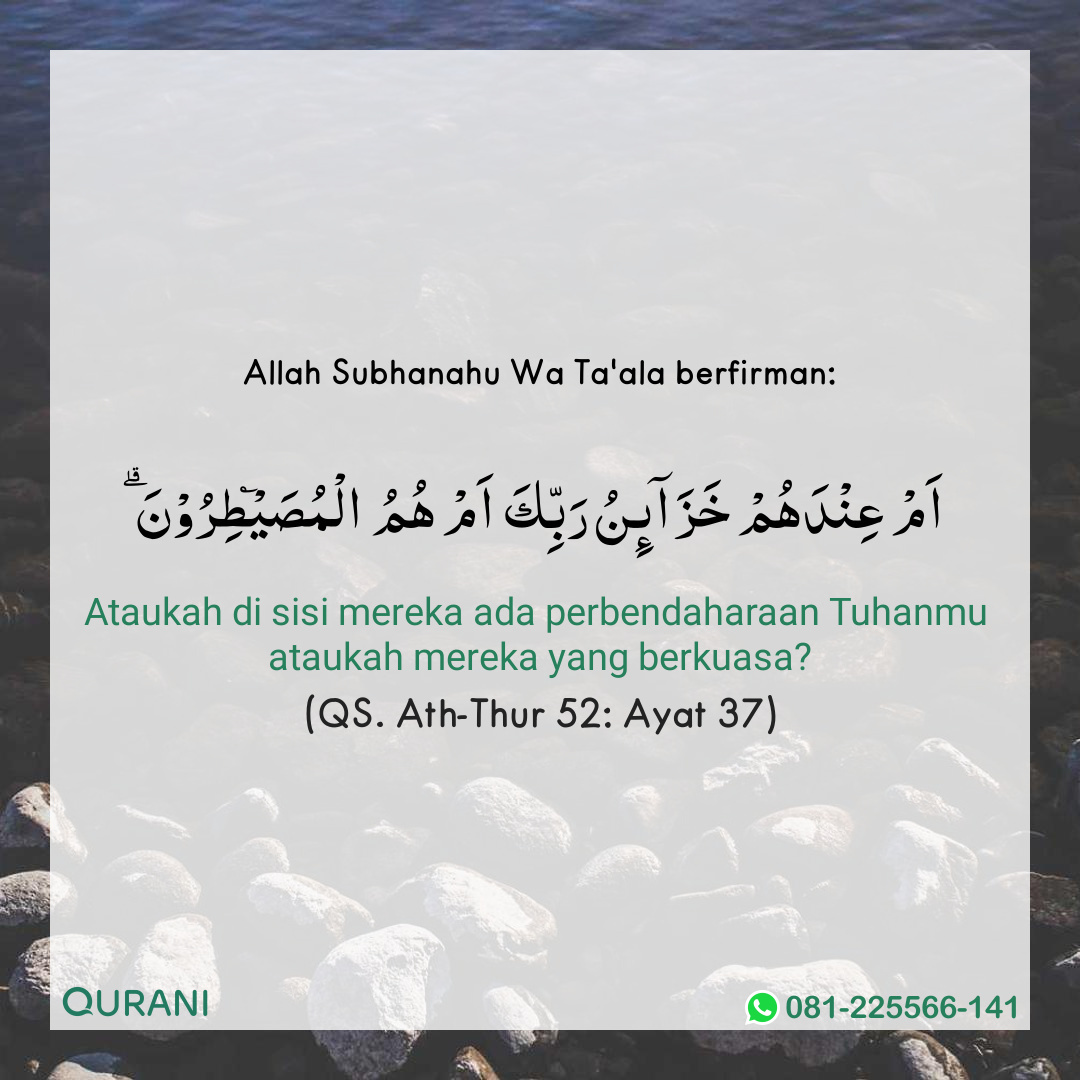 Allah Subhanahu Wa Ta'ala berfirman:
اَمْ عِنْدَهُمْ خَزَاۤىِٕنُ رَبِّكَ اَمْ هُمُ الْمُصَۣيْطِرُوْنَۗ
Ataukah di sisi mereka ada perbendaharaan Tuhanmu
ataukah mereka yang berkuasa?
(QS. Ath-Thur 52: Ayat 37)
QURANI
081-225566-141